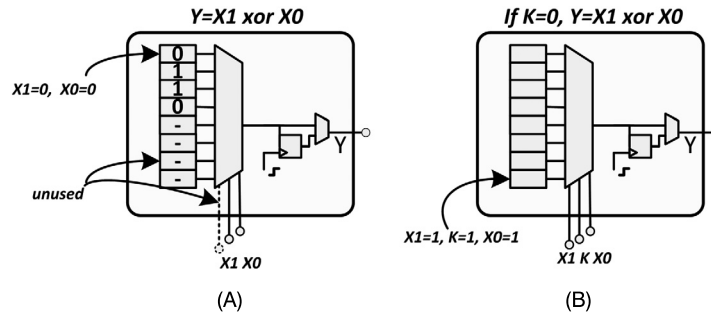 Y=X1 xor X0
0
1
1
0
-
-
-
-
X1=0, X0=0
unused
Y
X1 X0
(A)
If K=0, Y=X1 xor X0
Y
X1=1, K=1, X0=1
X1 K X0
(B)